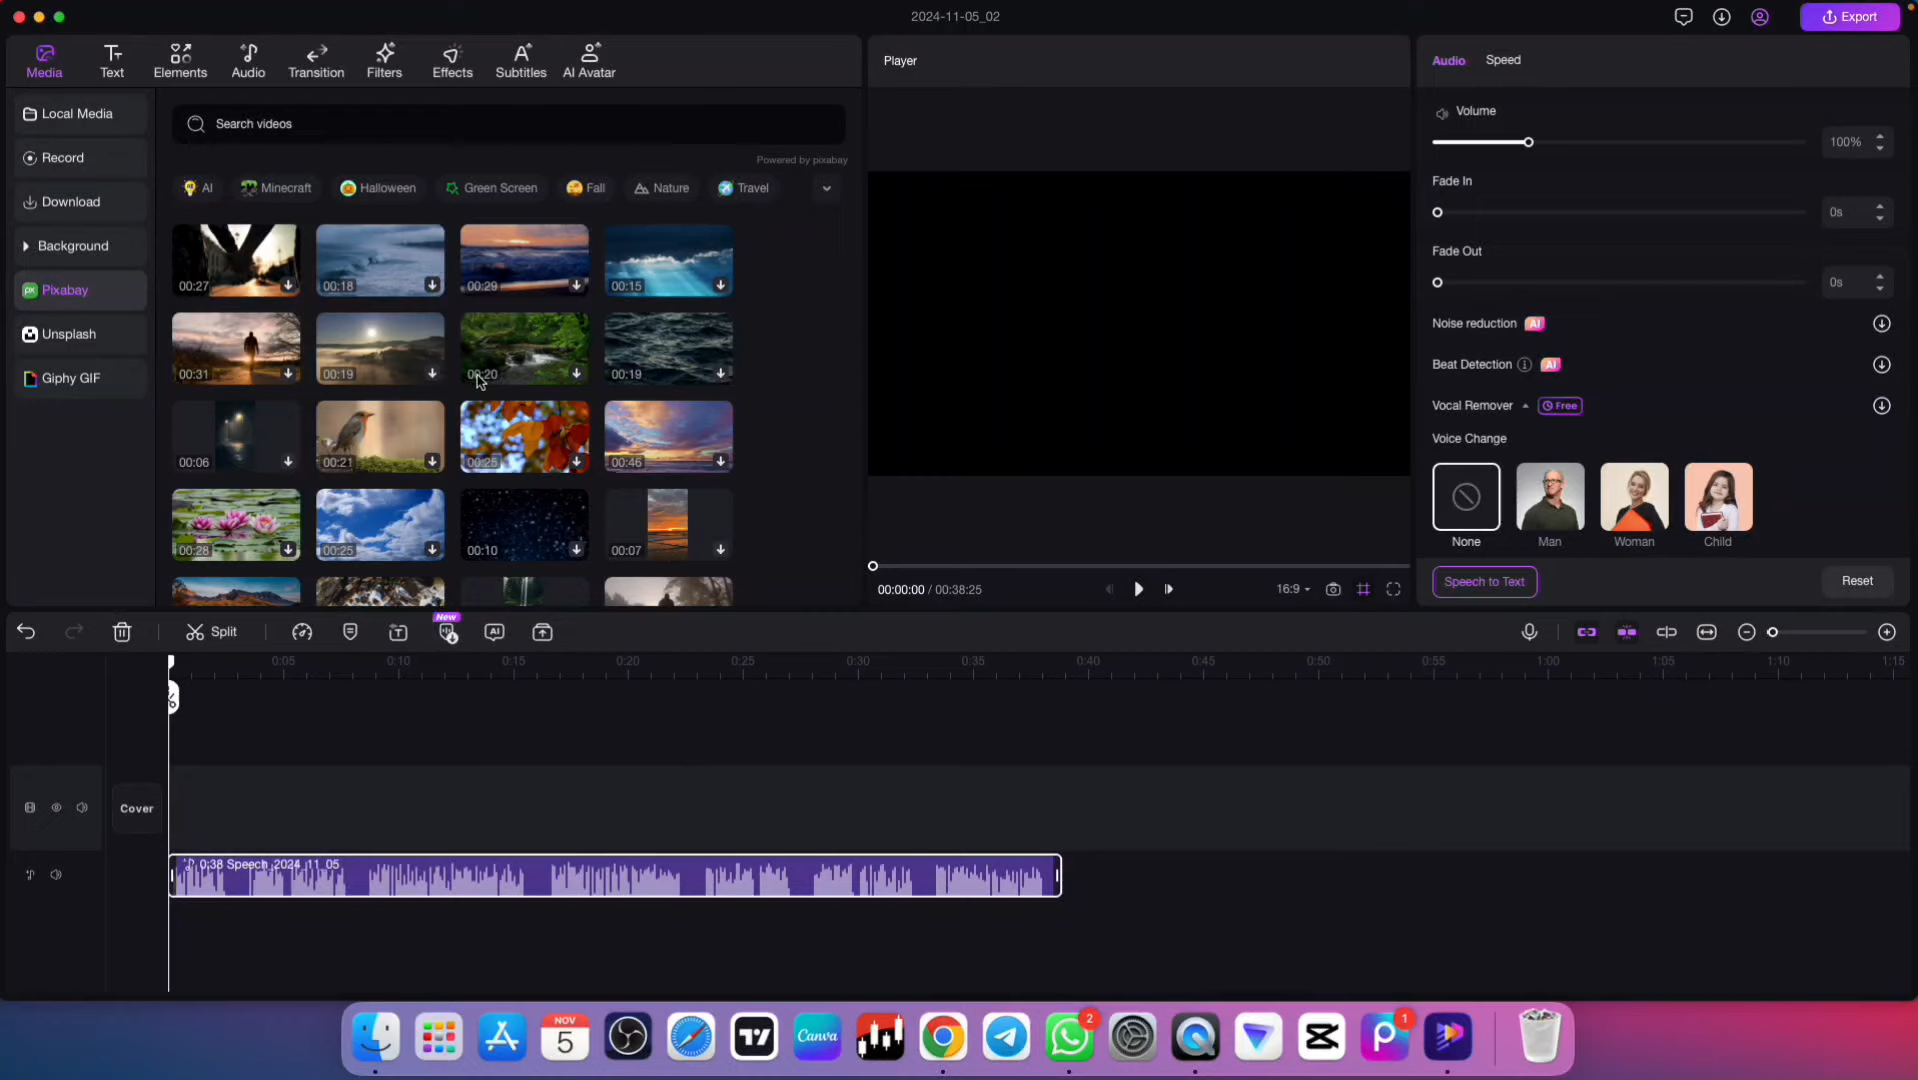 2024-11-05_02
Export
Media
Text
Elements
Audio
Transition
Filters
Effects
Subtitles
AI Avatar
Player
Audio
Speed
Local Media
Record
Download
Background
Pixabay
Unsplash
Giphy GIF
Search videos
Powered by pixabay
AI
Minecraft
Halloween
Green Screen
Fall
Nature
Travel
00:27
00:18
00:29
00:15
00:31
00:19
00:20
00:19
00:06
00:21
00:25
00:46
00:28
00:25
00:10
00:07
00:00:00 / 00:38:25
16:9
Volume
100%
Fade In
0s
Fade Out
0s
Noise reduction AI
Beat Detection AI
Vocal Remover Free
Voice Change
None
Man
Woman
Child
Speech to Text
Reset
New
Split
0:05
0:10
0:15
0:20
0:25
0:30
0:35
0:40
0:45
0:50
0:55
1:00
1:05
1:10
1:15
Cover
0:38 Speech_2024_11_05
NOV
5
Canva
2
1